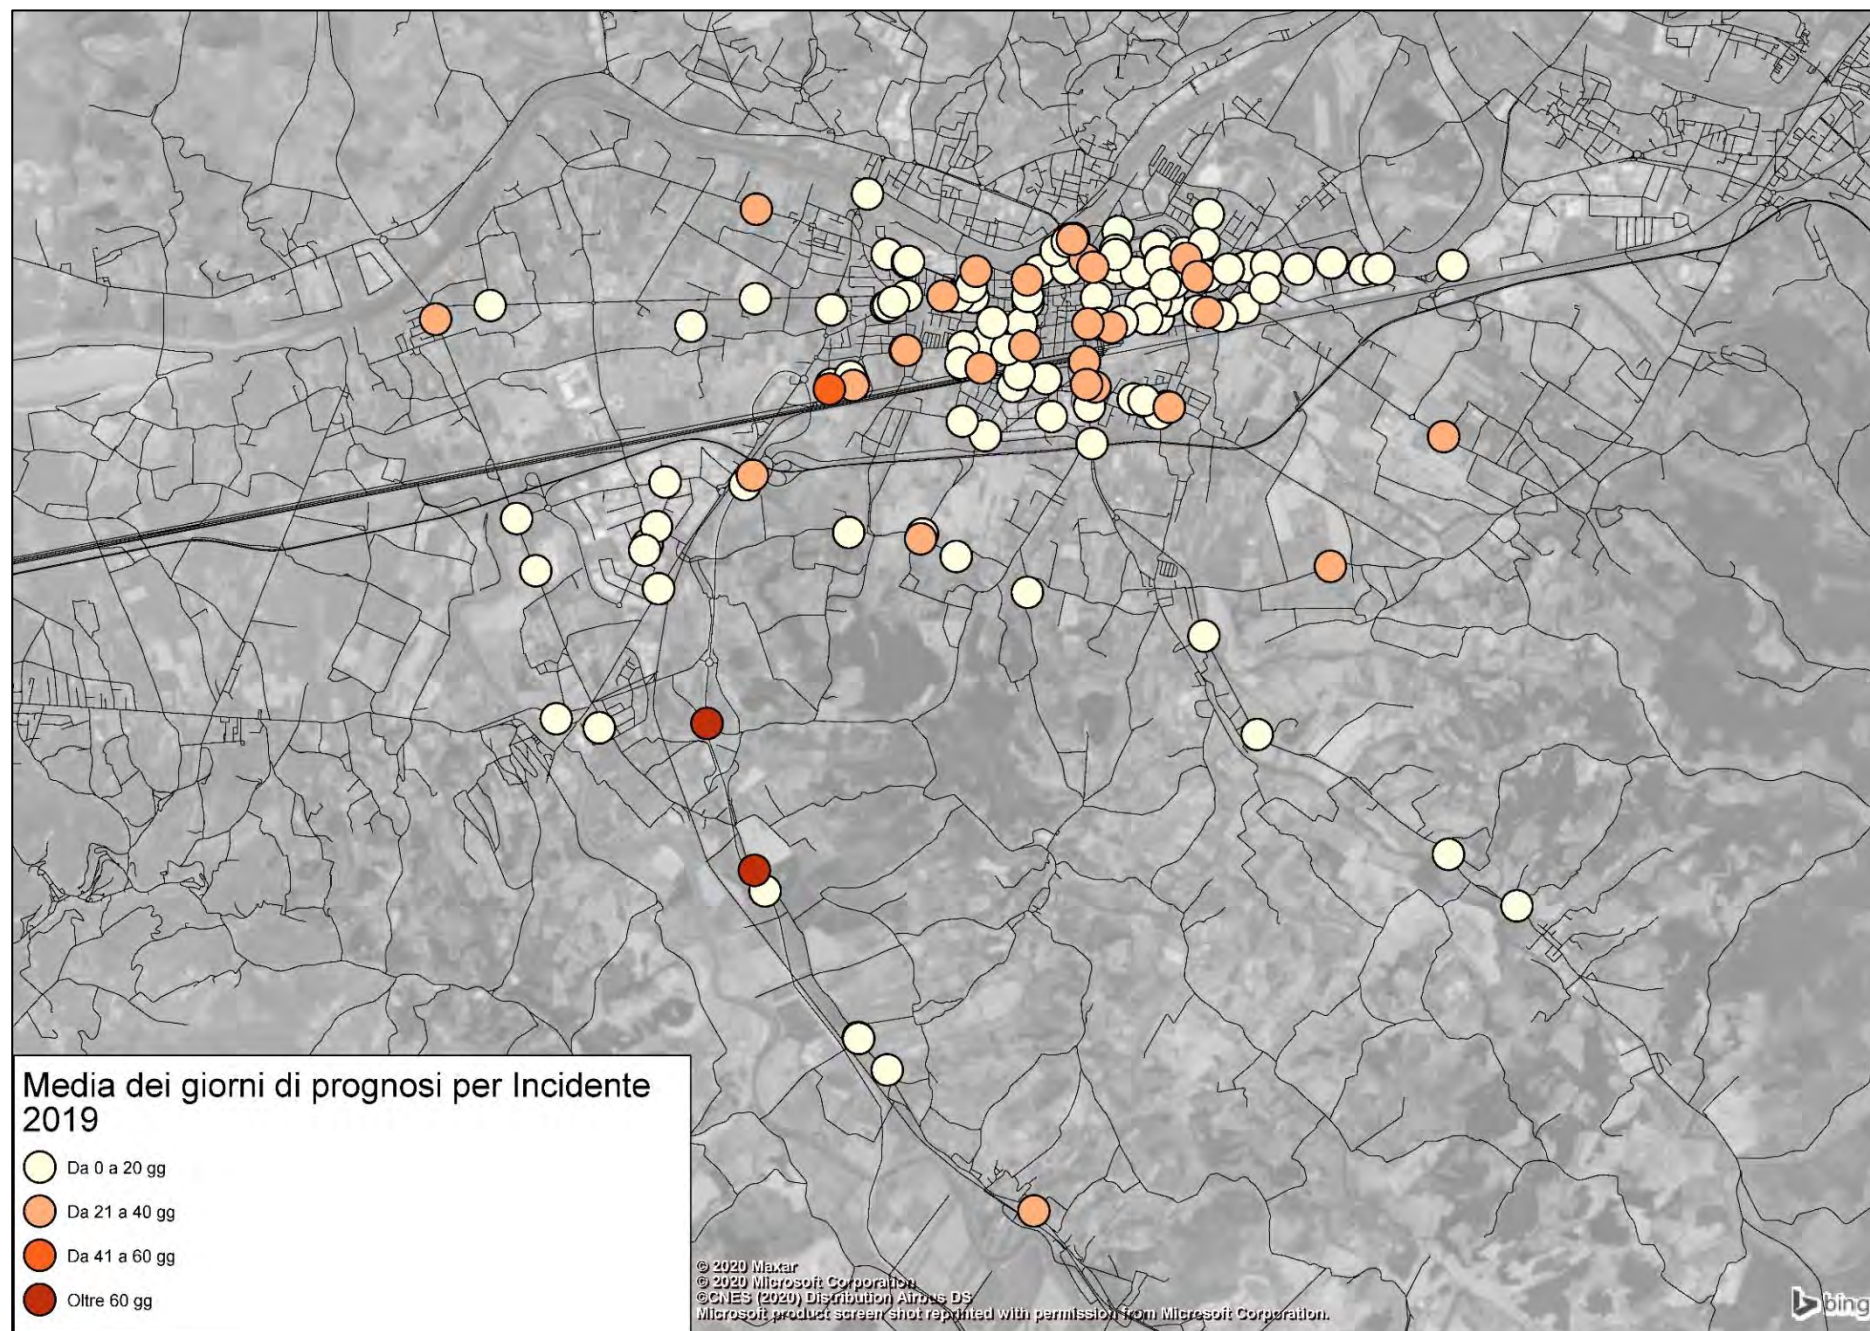 Media dei giorni di prognosi per Incidente
2019
Da 0 a 20 gg
Da 21 a 40 gg
Da 41 a 60 gg
Oltre 60 gg
© 2020 Maxar
© 2020 Microsoft Corporation
©CNES (2020) Distribution Airbus DS
Microsoft product screen shot reprinted with permission from Microsoft Corporation.
bing